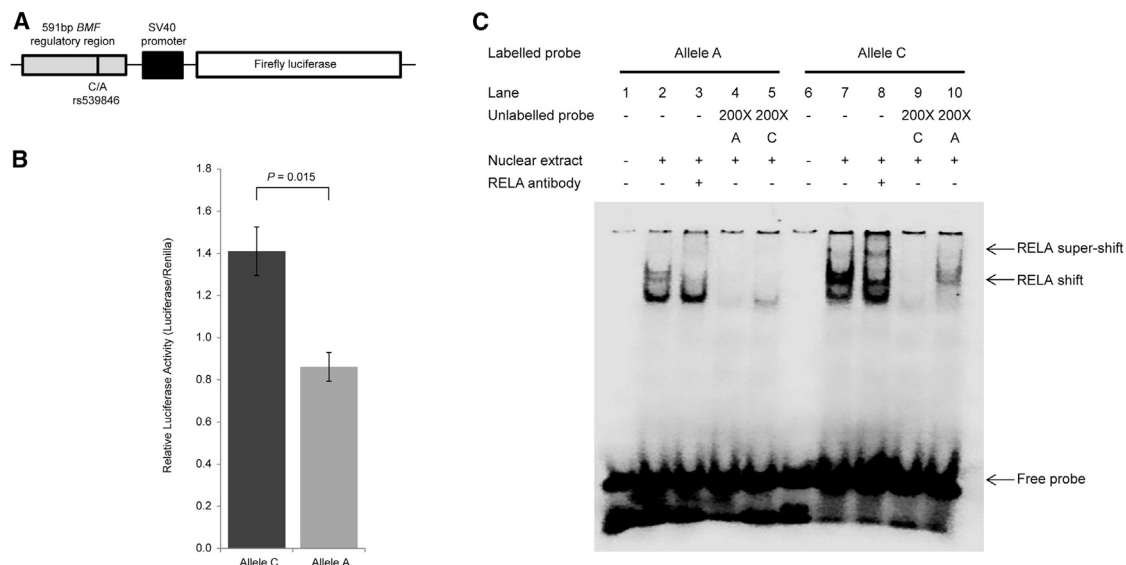 A
591bp BMF
regulatory region
SV40
promoter
Firefly luciferase
C/A
rs539846
B
Relative Luciferase Activity (Luciferase/Renilla)
1.8
1.6
1.4
1.2
1.0
0.8
0.6
0.4
0.2
0.0
P = 0.015
Allele C Allele A
C
Labelled probe Allele A Allele C
Lane 1 2 3 4 5 6 7 8 9 10
Unlabelled probe - - - 200X 200X - - - 200X 200X
A C C A
Nuclear extract - + + + + - + + + +
RELA antibody - - + - - - - + - -
RELA super-shift
RELA shift
Free probe